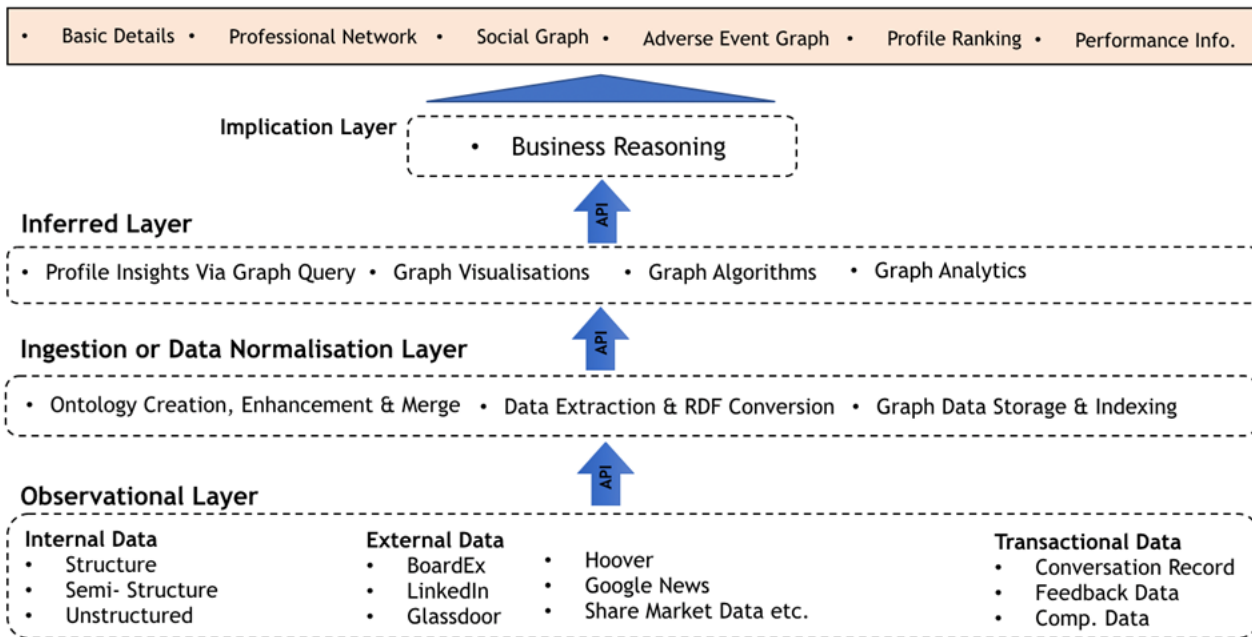 • Basic Details • Professional Network • Social Graph • Adverse Event Graph • Profile Ranking • Performance Info.
Implication Layer
• Business Reasoning
API
Inferred Layer
• Profile Insights Via Graph Query • Graph Visualisations • Graph Algorithms • Graph Analytics
API
Ingestion or Data Normalisation Layer
• Ontology Creation, Enhancement & Merge • Data Extraction & RDF Conversion • Graph Data Storage & Indexing
API
Observational Layer
Internal Data
• Structure
• Semi- Structure
• Unstructured
External Data
• BoardEx
• LinkedIn
• Glassdoor
• Hoover
• Google News
• Share Market Data etc.
Transactional Data
• Conversation Record
• Feedback Data
• Comp. Data